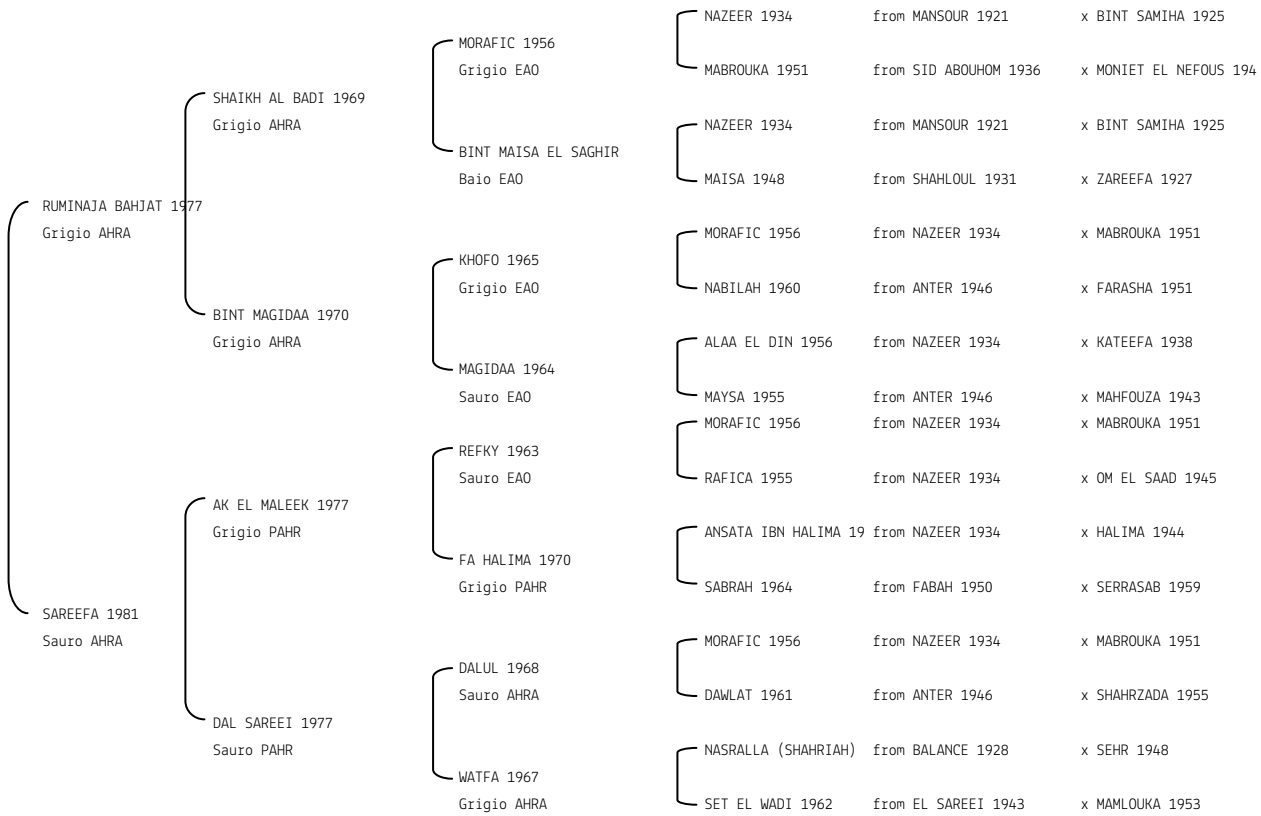 NAZEER 1934 from MANSOUR 1921 x BINT SAMIHA 1925
MORAFIC 1956
Grigio EAO
MABROUKA 1951 from SID ABOUHOM 1936 x MONIET EL NEFOUS 194
SHAIKH AL BADI 1969
Grigio AHRA
NAZEER 1934 from MANSOUR 1921 x BINT SAMIHA 1925
BINT MAISA EL SAGHIR
Baio EAO
MAISA 1948 from SHAHLOUL 1931 x ZAREEFA 1927
RUMINAJA BAHJAT 1977
Grigio AHRA
MORAFIC 1956 from NAZEER 1934 x MABROUKA 1951
KHOFO 1965
Grigio EAO
NABILAH 1960 from ANTER 1946 x FARASHA 1951
BINT MAGIDAA 1970
Grigio AHRA
ALAA EL DIN 1956 from NAZEER 1934 x KATEEFA 1938
MAGIDAA 1964
Sauro EAO
MAYSA 1955 from ANTER 1946 x MAHFOUZA 1943
MORAFIC 1956 from NAZEER 1934 x MABROUKA 1951
REFKY 1963
Sauro EAO
RAFICA 1955 from NAZEER 1934 x OM EL SAAD 1945
AK EL MALEEK 1977
Grigio PAHR
ANSATA IBN HALIMA 19 from NAZEER 1934 x HALIMA 1944
FA HALIMA 1970
Grigio PAHR
SABRAH 1964 from FABAH 1950 x SERRASAB 1959
SAREEFA 1981
Sauro AHRA
MORAFIC 1956 from NAZEER 1934 x MABROUKA 1951
DALUL 1968
Sauro AHRA
DAWLAT 1961 from ANTER 1946 x SHAHRZADA 1955
DAL SAREEI 1977
Sauro PAHR
NASRALLA (SHAHRIAH) from BALANCE 1928 x SEHR 1948
WATFA 1967
Grigio AHRA
SET EL WADI 1962 from EL SAREEI 1943 x MAMLOUKA 1953